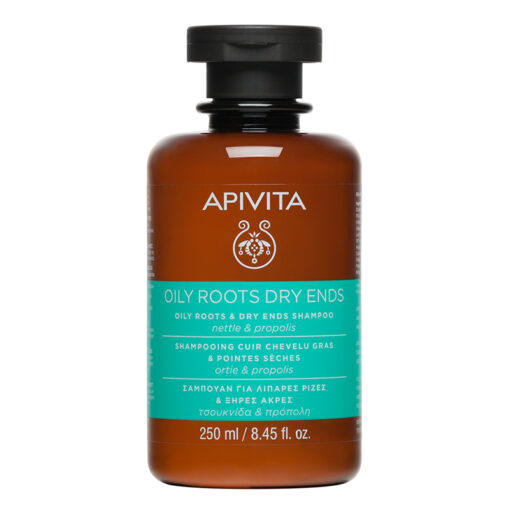 APIVITA
OILY ROOTS DRY ENDS
OILY ROOTS & DRY ENDS SHAMPOO
nettle & propolis
SHAMPOOING CUIR CHEVELU GRAS
& POINTES SÈCHES
ortie & propolis
ΣΑΜΠΟΥΑΝ ΓΙΑ ΛΙΠΑΡΕΣ ΡΙΖΕΣ
& ΞΗΡΕΣ ΑΚΡΕΣ
τσουκνίδα & πρόπολη
250 ml / 8.45 fl. oz.